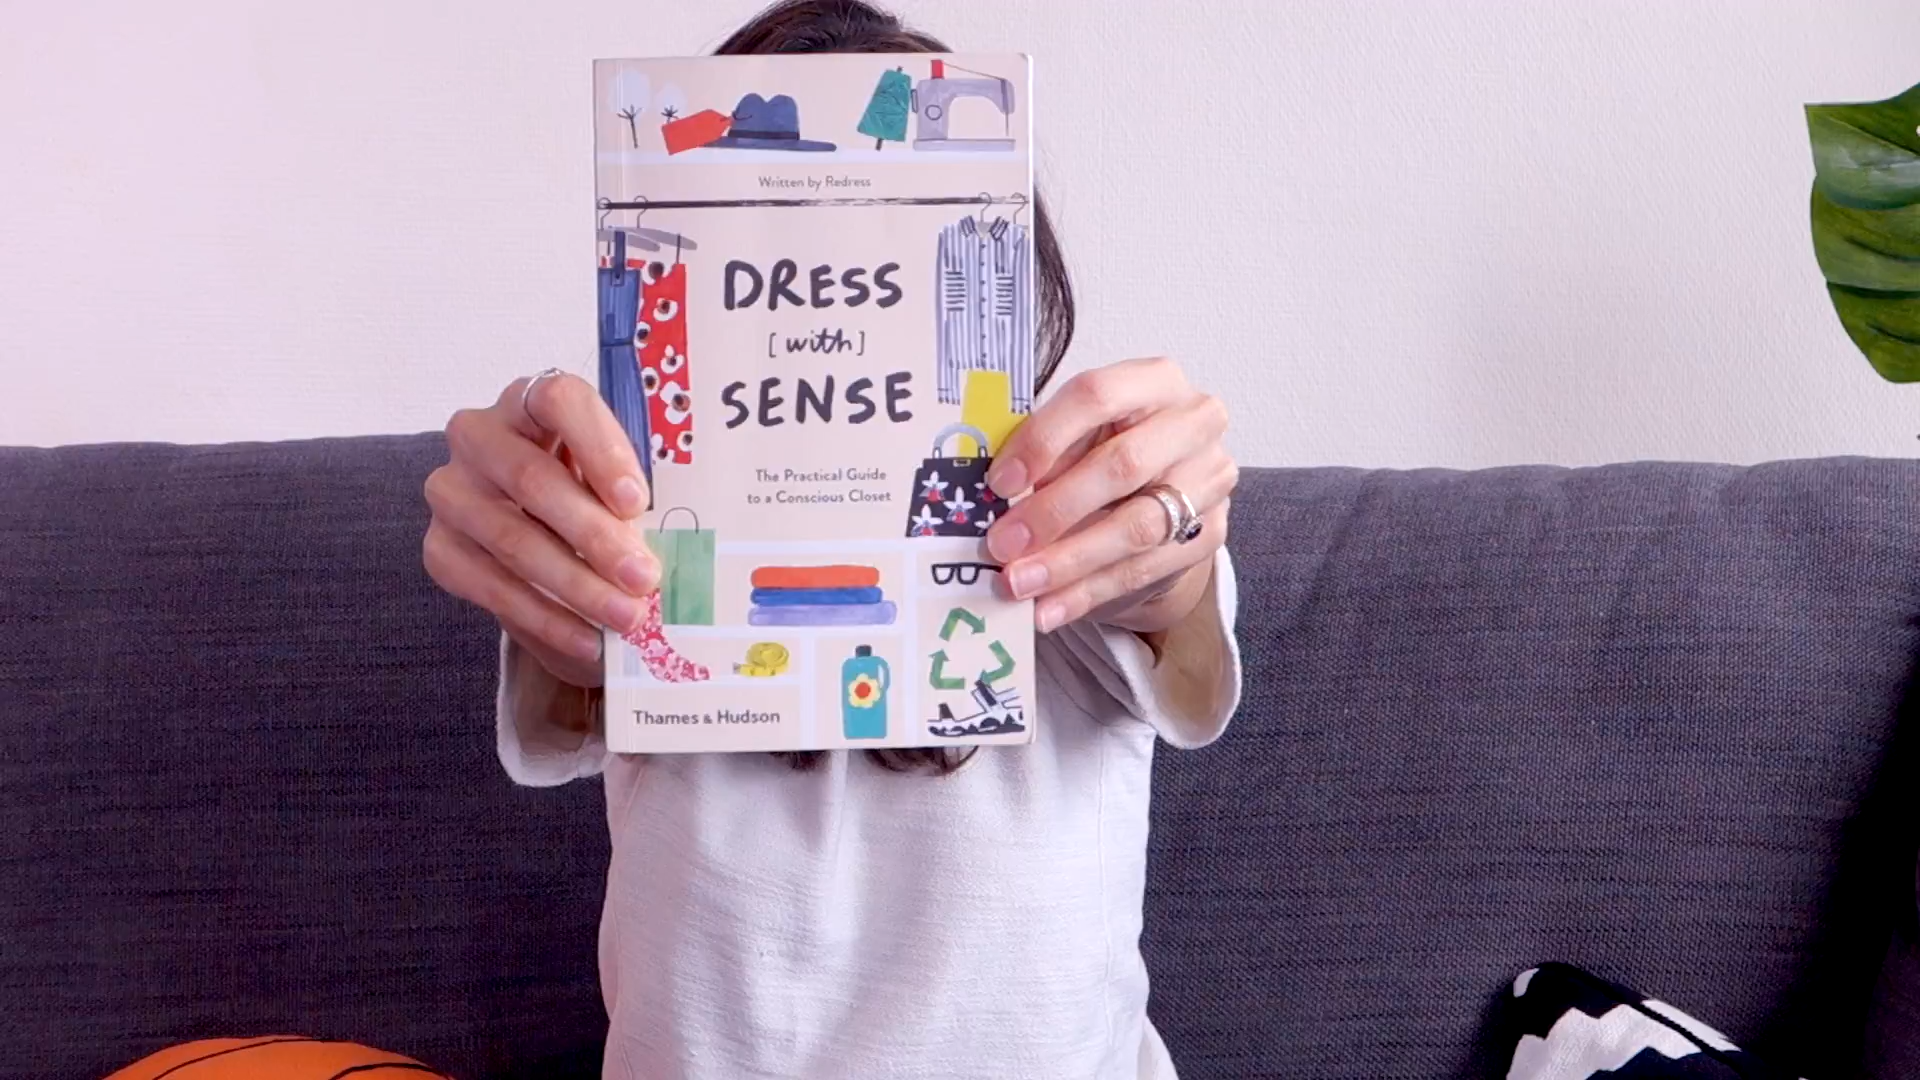 Written by Redress
DRESS
[with]
SENSE
The Practical Guide
to a Conscious Closet
Thames & Hudson